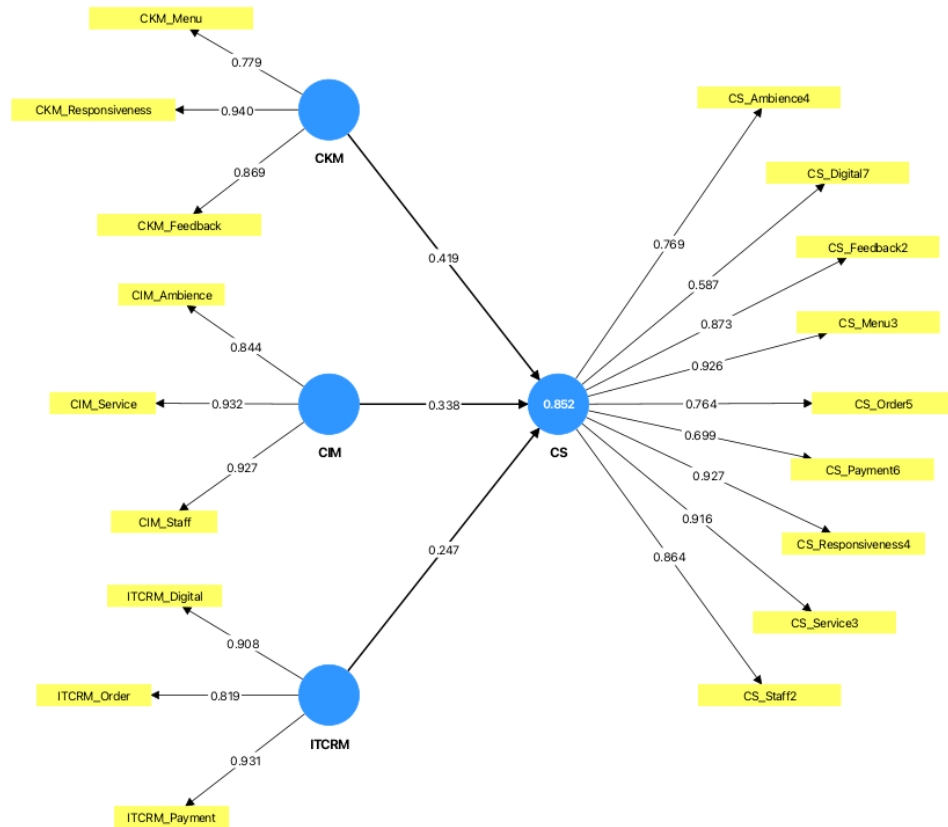 CKM_Menu
0.779
CKM_Responsiveness
0.940
CKM
0.869
CKM_Feedback
0.419
CIM_Ambience
0.844
CIM_Service
0.932
0.338
CIM
0.927
CIM_Staff
0.247
ITCRM_Digital
0.908
ITCRM_Order
0.819
ITCRM
0.931
ITCRM_Payment
0.852
CS
CS_Ambience4
0.769
CS_Digital7
0.587
CS_Feedback2
0.873
CS_Menu3
0.926
CS_Order5
0.764
CS_Payment6
0.699
CS_Responsiveness4
0.927
CS_Service3
0.916
CS_Staff2
0.864